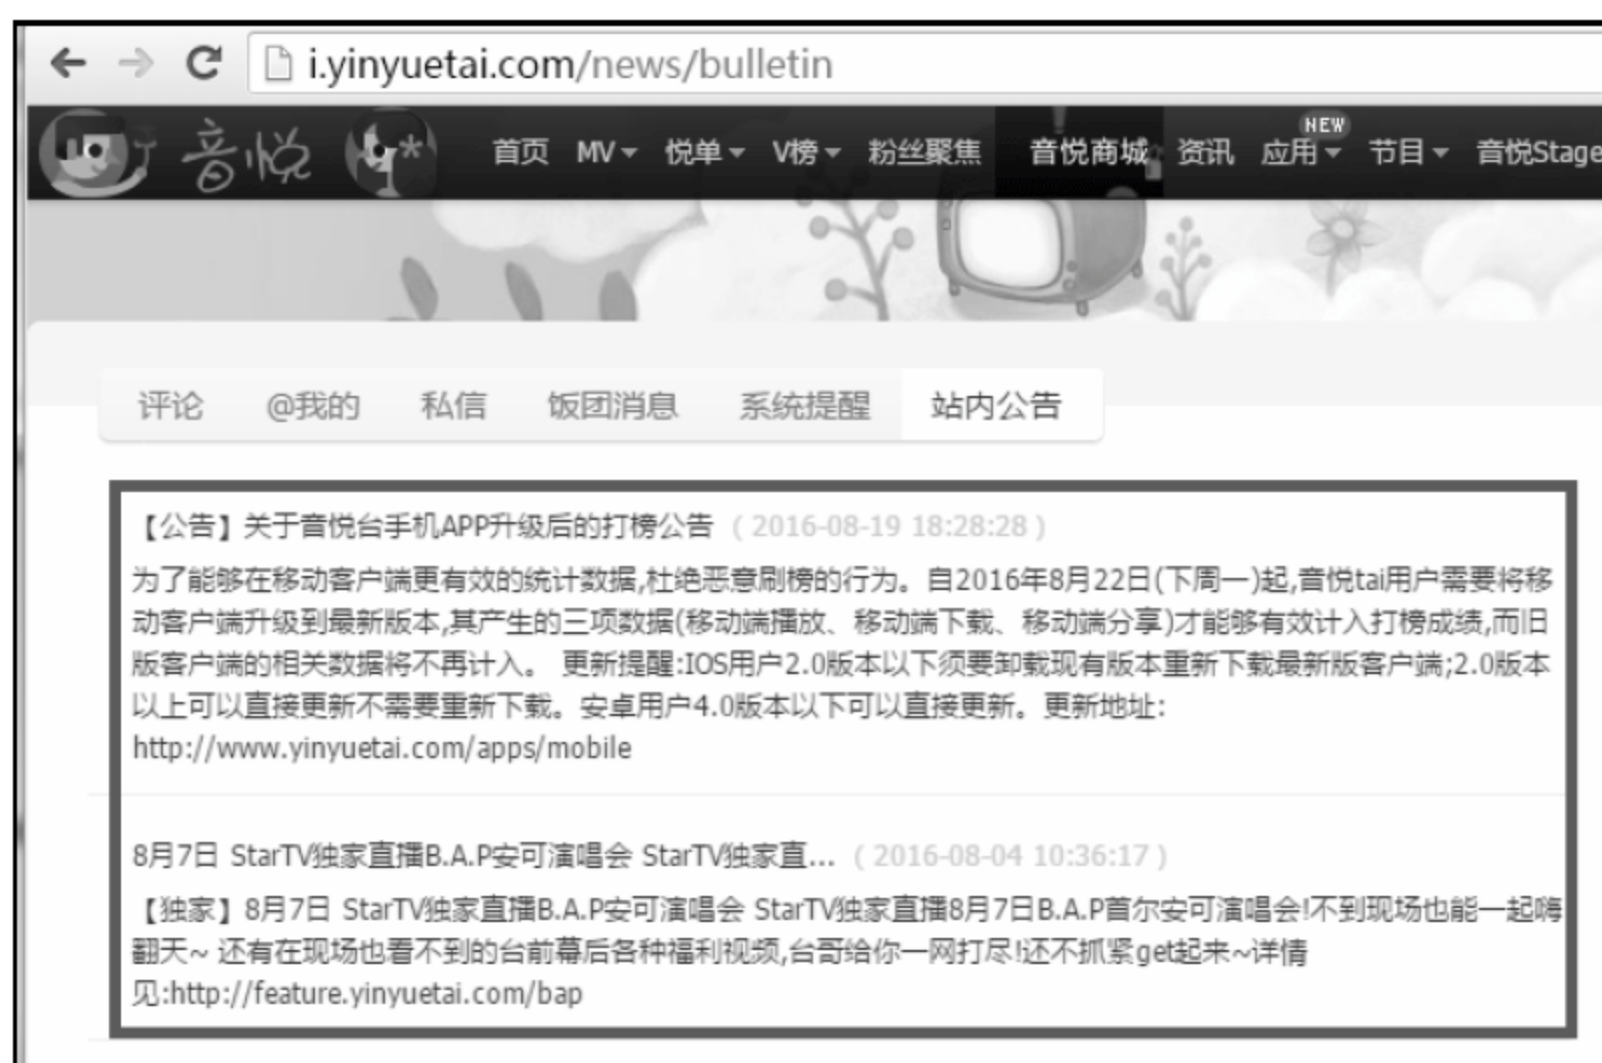 i.yinyuetai.com/news/bulletin
音悦 首页 MV 悦单 V榜 粉丝聚焦 音悦商城 资讯 应用 NEW 节目 音悦Stage
评论 @我的 私信 饭团消息 系统提醒 站内公告
【公告】关于音悦台手机APP升级后的打榜公告 ( 2016-08-19 18:28:28 )
为了能够在移动客户端更有效的统计数据,杜绝恶意刷榜的行为。自2016年8月22日(下周一)起,音悦tai用户需要将移
动客户端升级到最新版本,其产生的三项数据(移动端播放、移动端下载、移动端分享)才能够有效计入打榜成绩,而旧
版客户端的相关数据将不再计入。 更新提醒:IOS用户2.0版本以下须要卸载现有版本重新下载最新版客户端;2.0版本
以上可以直接更新不需要重新下载。安卓用户4.0版本以下可以直接更新。更新地址:
http://www.yinyuetai.com/apps/mobile
8月7日 StarTV独家直播B.A.P安可演唱会 StarTV独家直... ( 2016-08-04 10:36:17 )
【独家】8月7日 StarTV独家直播B.A.P安可演唱会 StarTV独家直播8月7日B.A.P首尔安可演唱会!不到现场也能一起嗨
翻天~ 还有在现场也看不到的台前幕后各种福利视频,台哥给你一网打尽!还不抓紧get起来~详情
见:http://feature.yinyuetai.com/bap